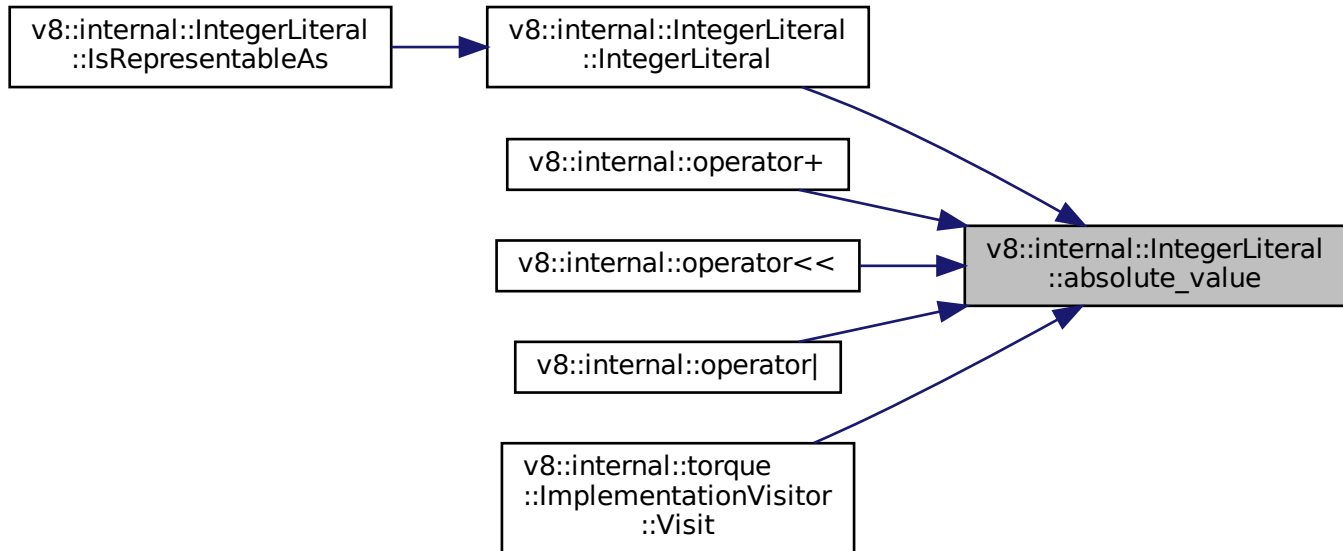 v8::internal::IntegerLiteral
::IsRepresentableAs
v8::internal::IntegerLiteral
::IntegerLiteral
v8::internal::operator+
v8::internal::operator<<
v8::internal::operator|
v8::internal::torque
::ImplementationVisitor
::Visit
v8::internal::IntegerLiteral
::absolute_value